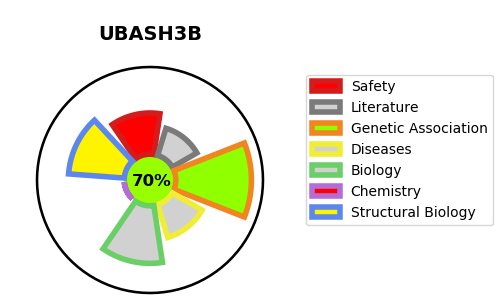 UBASH3B
70%
Safety
Literature
Genetic Association
Diseases
Biology
Chemistry
Structural Biology